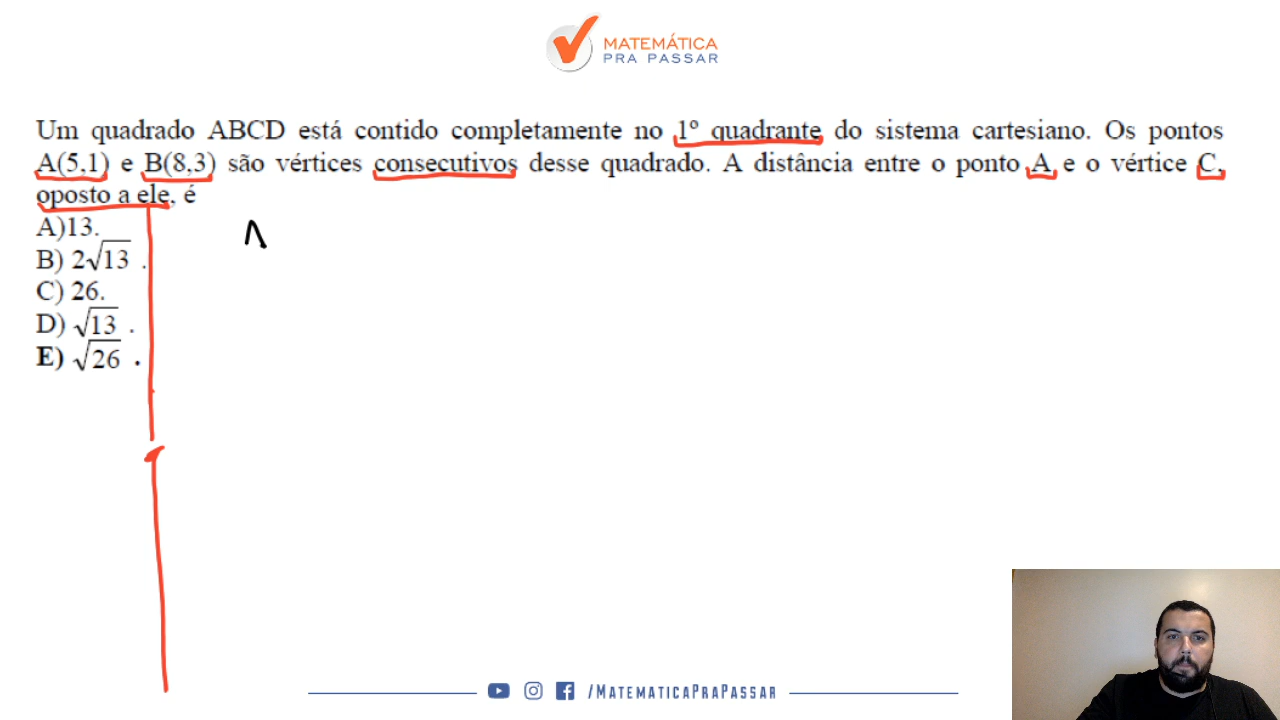 MATEMÁTICA
PRA PASSAR
Um quadrado ABCD está contido completamente no 1º quadrante do sistema cartesiano. Os pontos
A(5,1) e B(8,3) são vértices consecutivos desse quadrado. A distância entre o ponto A e o vértice C,
oposto a ele, é
A)13.
B) 2√13 .
C) 26.
D) √13 .
E) √26 .
/MatematicaPraPassar